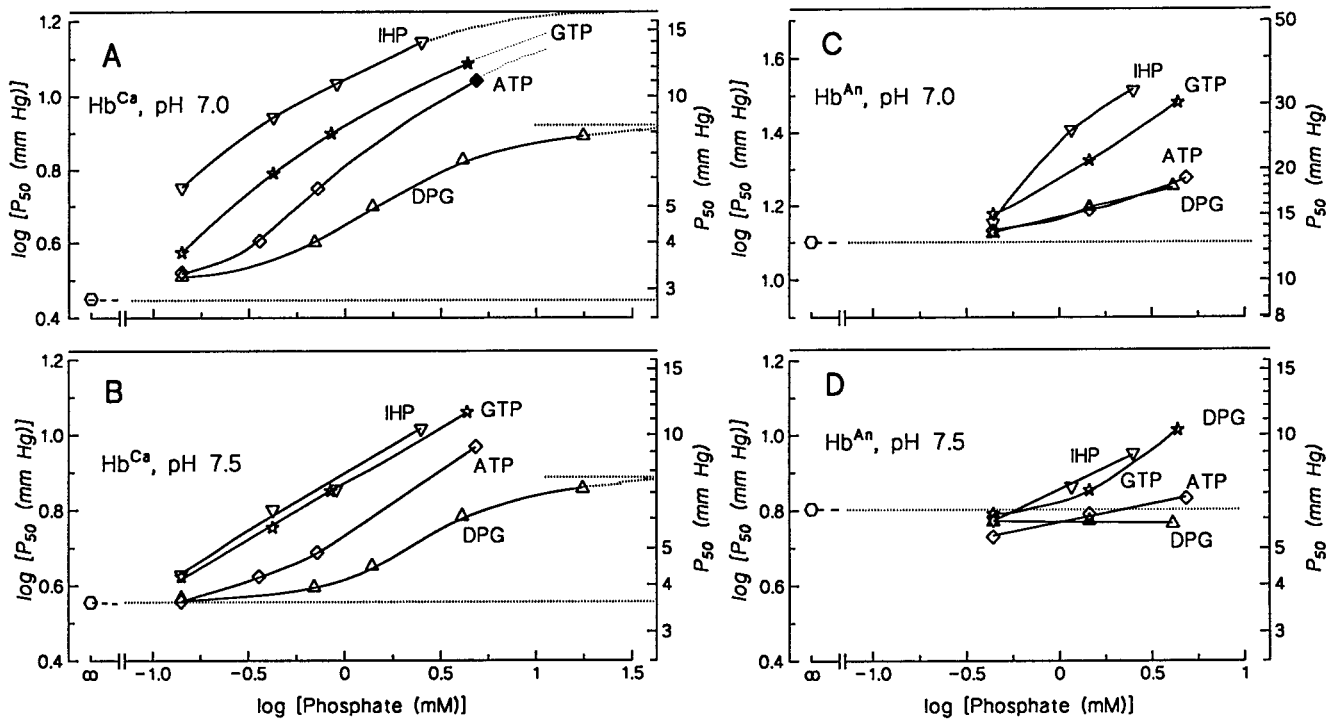 A
Hb^Ca, pH 7.0
IHP
GTP
ATP
DPG
log [P50 (mm Hg)]
1.2
1.0
0.8
0.6
0.4
15
10
5
4
3
P50 (mm Hg)
B
Hb^Ca, pH 7.5
IHP
GTP
ATP
DPG
log [P50 (mm Hg)]
1.2
1.0
0.8
0.6
0.4
15
10
5
4
3
P50 (mm Hg)
∞
-1.0
-0.5
0
0.5
1.0
1.5
log [Phosphate (mM)]
C
Hb^An, pH 7.0
IHP
GTP
ATP
DPG
log [P50 (mm Hg)]
1.6
1.4
1.2
1.0
50
30
20
15
10
8
P50 (mm Hg)
D
Hb^An, pH 7.5
DPG
IHP
GTP
ATP
DPG
log [P50 (mm Hg)]
1.2
1.0
0.8
0.6
0.4
15
10
5
4
3
P50 (mm Hg)
∞
-1.0
-0.5
0
0.5
1
log [Phosphate (mM)]